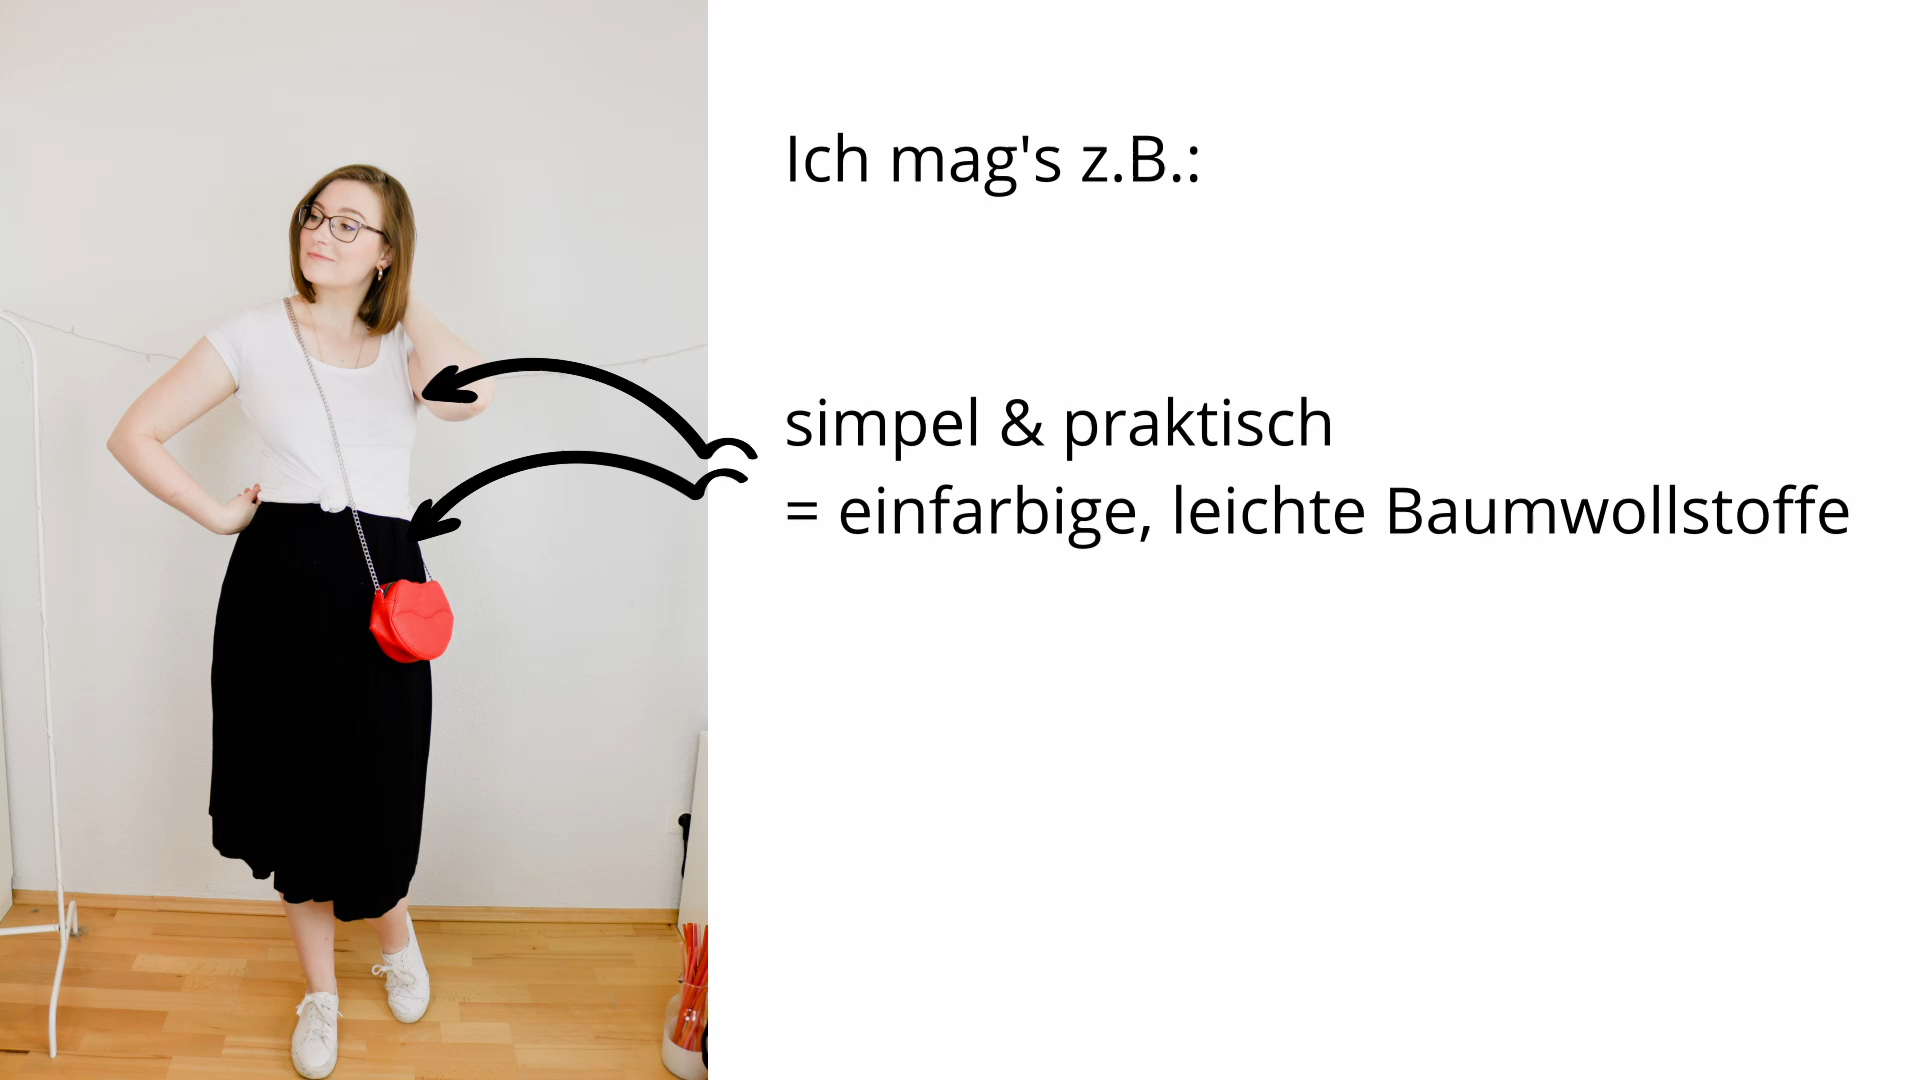 Ich mag's z.B.:
simpel & praktisch
= einfarbige, leichte Baumwollstoffe